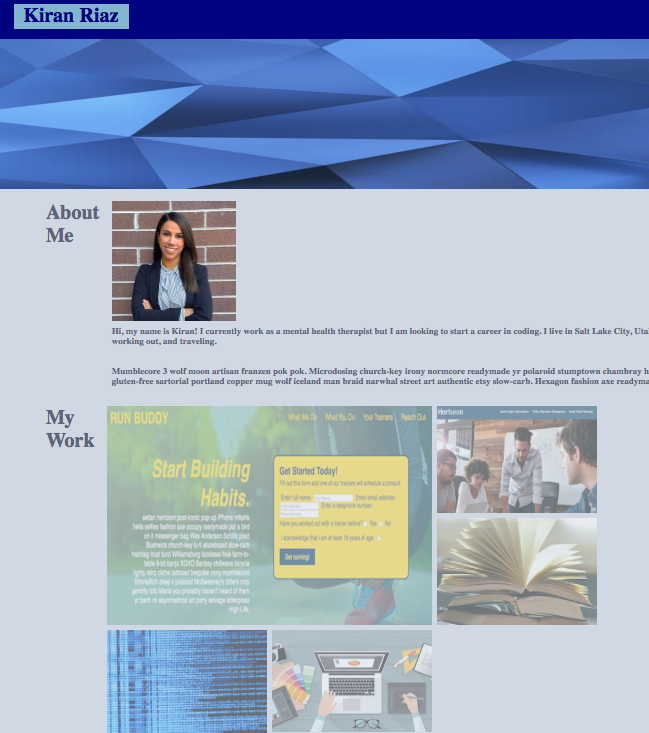 Kiran Riaz
About
Me
Hi, my name is Kiran! I currently work as a mental health therapist but I am looking to start a career in coding. I live in Salt Lake City,
working out, and traveling.
Mumblecore 3 wolf moon artisan franzen pok pok. Microdosing church-key irony normcore readymade yr polaroid stumptown chambray
gluten-free sartorial portland copper mug wolf iceland man braid narwhal street art authentic etsy slow-carb. Hexagon fashion axe
My
Work
RUN BUDDY
What We Do
What You Do
Your Trainers
Reach Out
Start Building
Habits.
seitan heirloom post-ironic pop-up iPhone mlkshk
hella selfies fashion axe occupy readymade put a bird
on it messenger bag Wes Anderson Schlitz plaid
Bushwick church-key lo-fi skateboard slow-carb
hashtag trust fund Williamsburg biodiesel fixie farm-to-
table 8-bit banjo XOXO Banksy chillwave bicycle
rights retro cliche tattooed bespoke irony mumblecore
Shoreditch deep v polaroid McSweeney's bitters
gentrify tofu Marfa you probably haven't heard of them
yr banh mi asymmetrical art party selvage letterpress
High Life.
Get Started Today!
Fill out this form and one of our trainers will schedule a consult.
Enter full name:
Enter email address
Enter a telephone number
Have you worked out with a trainer before? Yes No
I acknowledge that I am at least 18 years of age.
Get running!
Horiseon